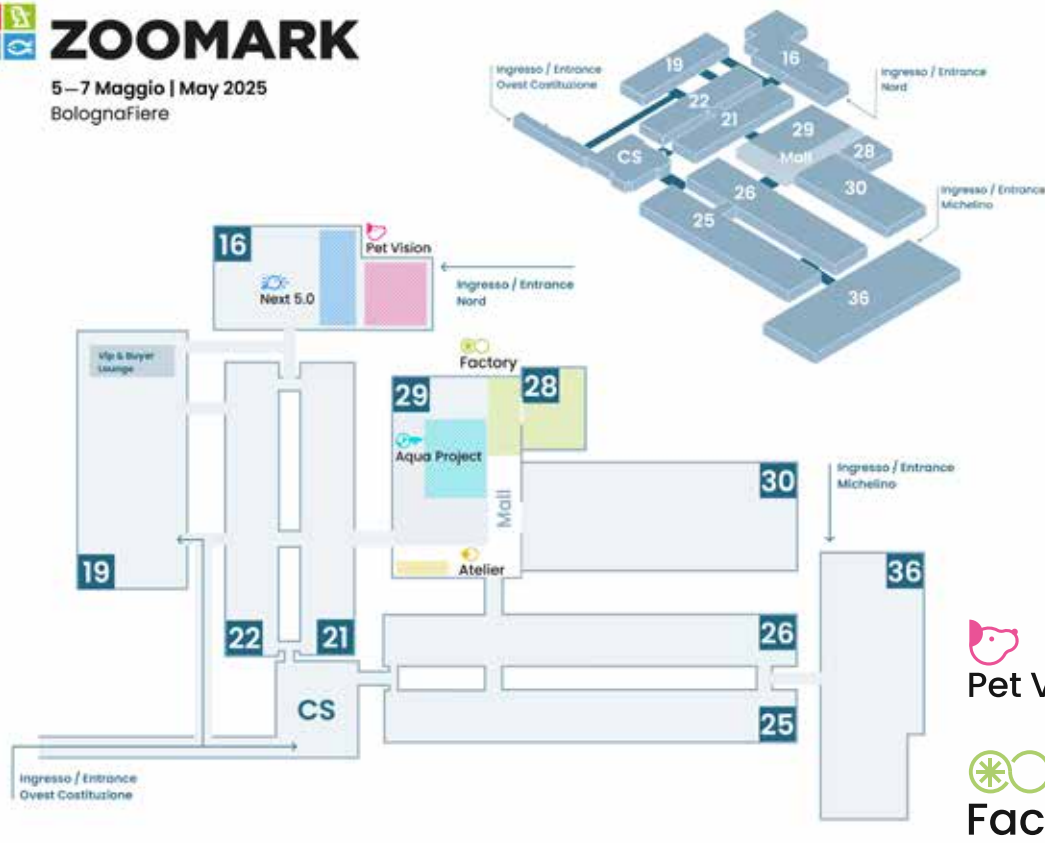 ZOOMARK
5–7 Maggio | May 2025
BolognaFiere
Ingresso / Entrance
Ovest Costituzione
19
16
Ingresso / Entrance
Nord
22
21
29
Mall
28
CS
30
26
25
Ingresso / Entrance
Michelino
36
16
Pet Vision
Next 5.0
Ingresso / Entrance
Nord
Vip & Buyer
Lounge
Factory
29
28
Aqua Project
Mall
30
Ingresso / Entrance
Michelino
Atelier
19
36
22
21
26
CS
25
Ingresso / Entrance
Ovest Costituzione
Pet V
Fac